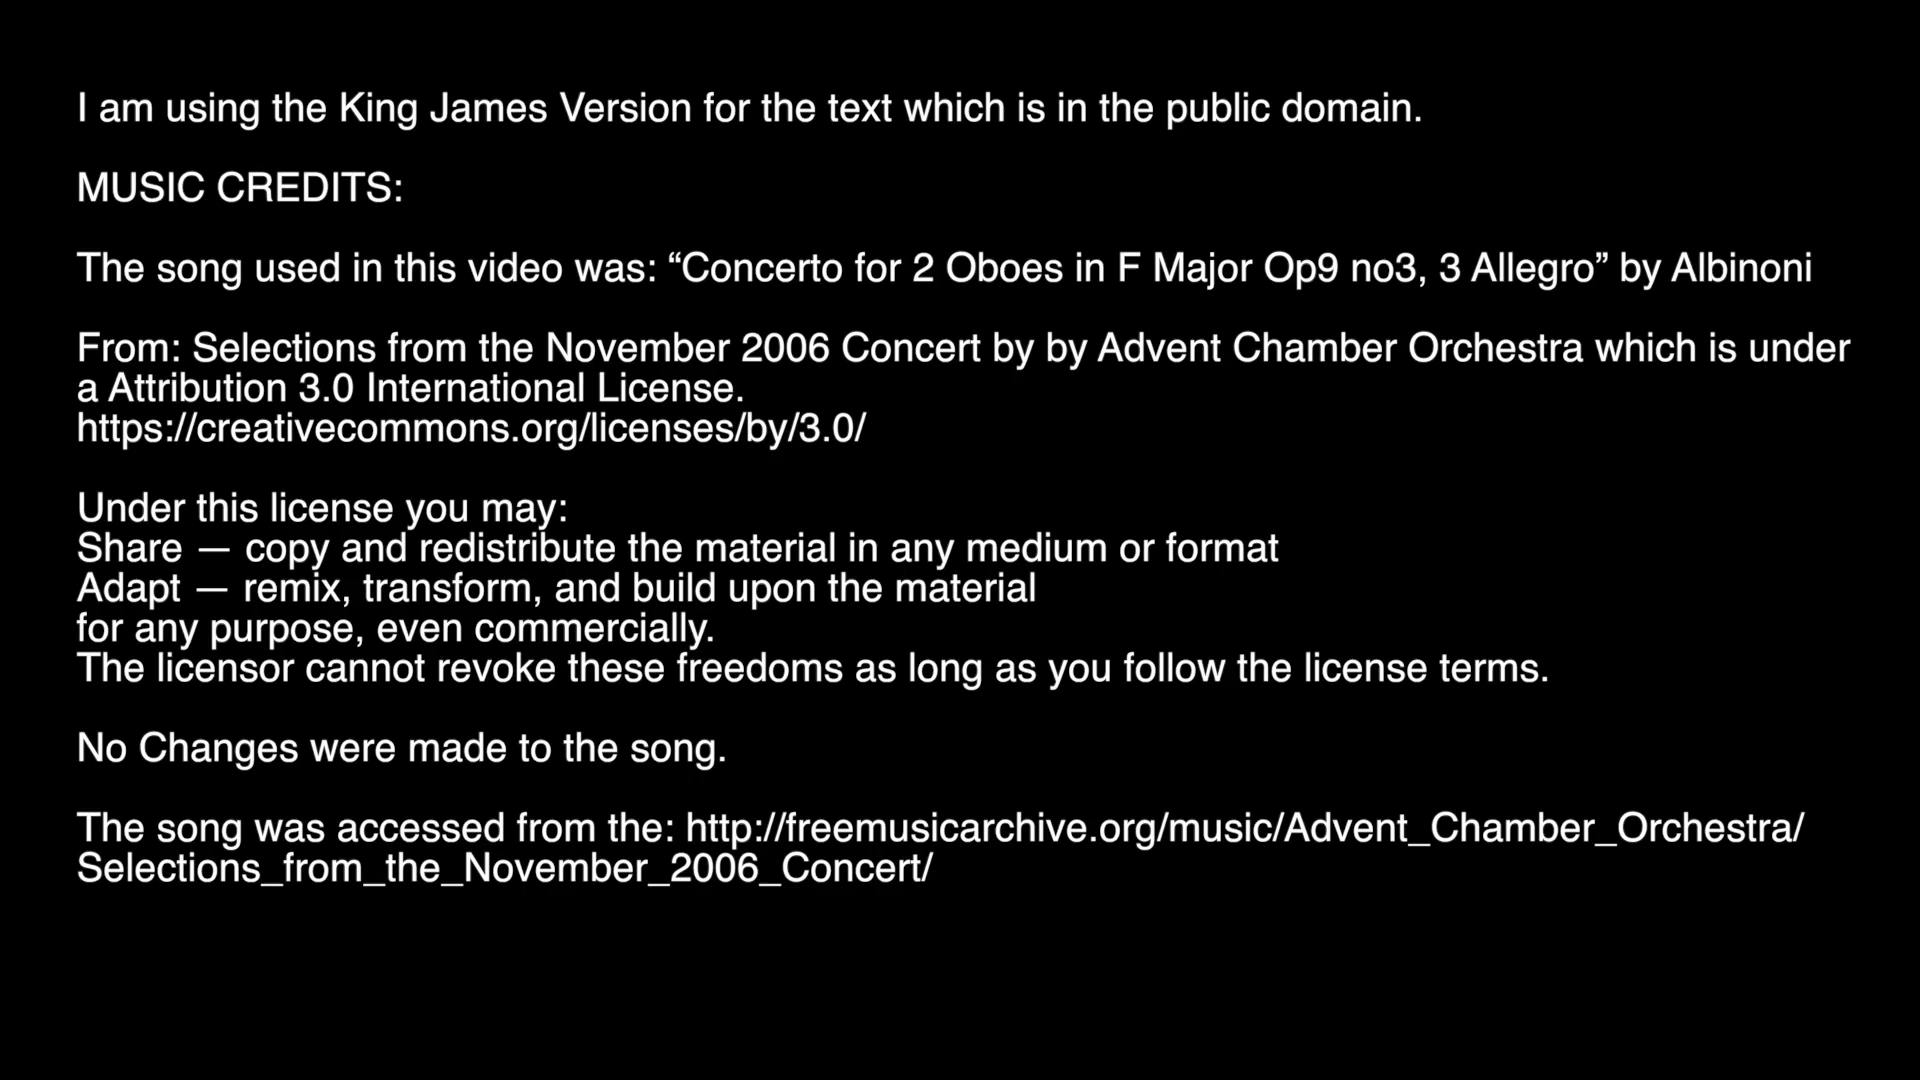 I am using the King James Version for the text which is in the public domain.
MUSIC CREDITS:
The song used in this video was: “Concerto for 2 Oboes in F Major Op9 no3, 3 Allegro” by Albinoni
From: Selections from the November 2006 Concert by by Advent Chamber Orchestra which is under
a Attribution 3.0 International License.
https://creativecommons.org/licenses/by/3.0/
Under this license you may:
Share — copy and redistribute the material in any medium or format
Adapt — remix, transform, and build upon the material
for any purpose, even commercially.
The licensor cannot revoke these freedoms as long as you follow the license terms.
No Changes were made to the song.
The song was accessed from the: http://freemusicarchive.org/music/Advent_Chamber_Orchestra/
Selections_from_the_November_2006_Concert/